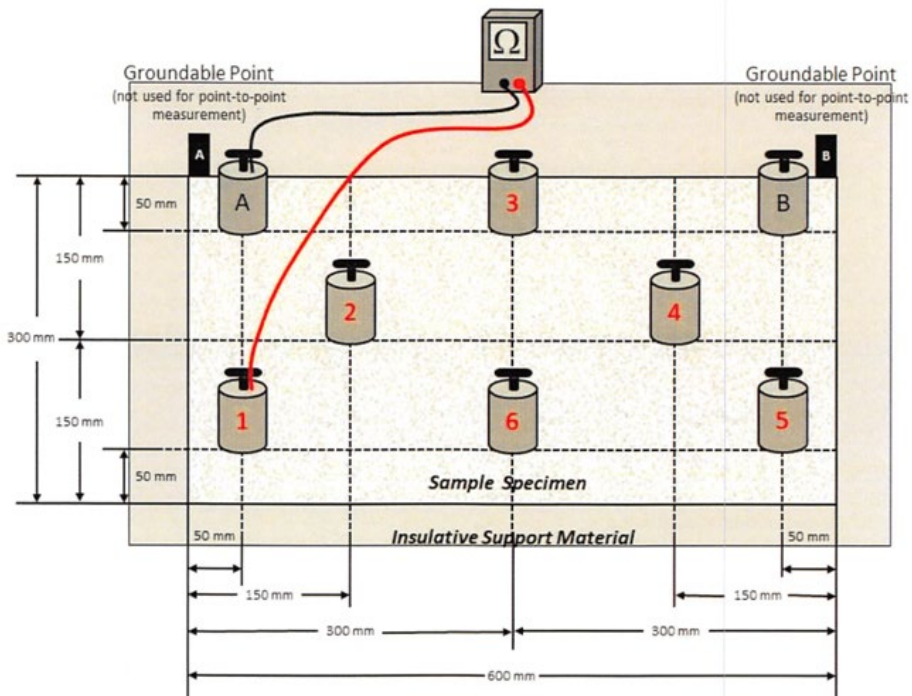 Ω
Groundable Point
(not used for point-to-point
measurement)
Groundable Point
(not used for point-to-point
measurement)
A
B
A
3
B
50 mm
150 mm
2
4
300 mm
1
6
5
150 mm
50 mm
Sample Specimen
50 mm
Insulative Support Material
50 mm
150 mm
150 mm
300 mm
300 mm
600 mm